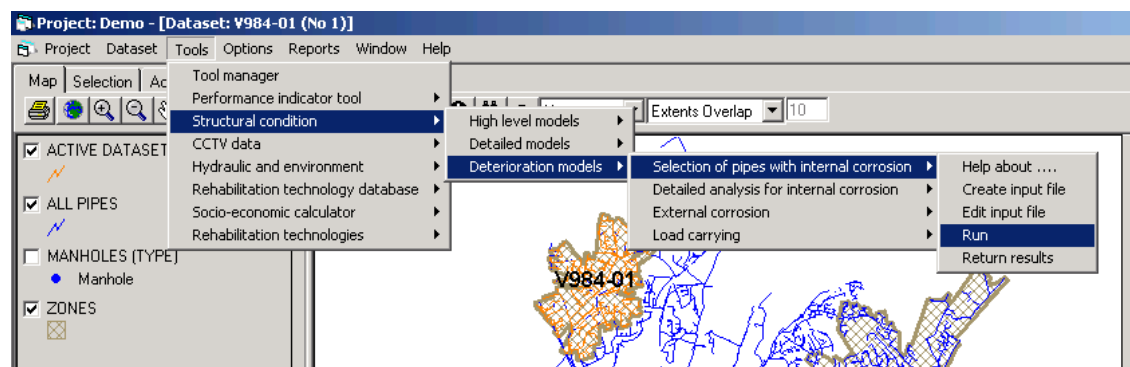 Project: Demo - [Dataset: V984-01 (No 1)]
Project Dataset Tools Options Reports Window Help
Map Selection Ac
Extents Overlap 10
Tool manager
Performance indicator tool
Structural condition
CCTV data
Hydraulic and environment
Rehabilitation technology database
Socio-economic calculator
Rehabilitation technologies
High level models
Detailed models
Deterioration models
Selection of pipes with internal corrosion
Detailed analysis for internal corrosion
External corrosion
Load carrying
Help about ....
Create input file
Edit input file
Run
Return results
ACTIVE DATASET
ALL PIPES
MANHOLES (TYPE)
Manhole
ZONES
V984-01